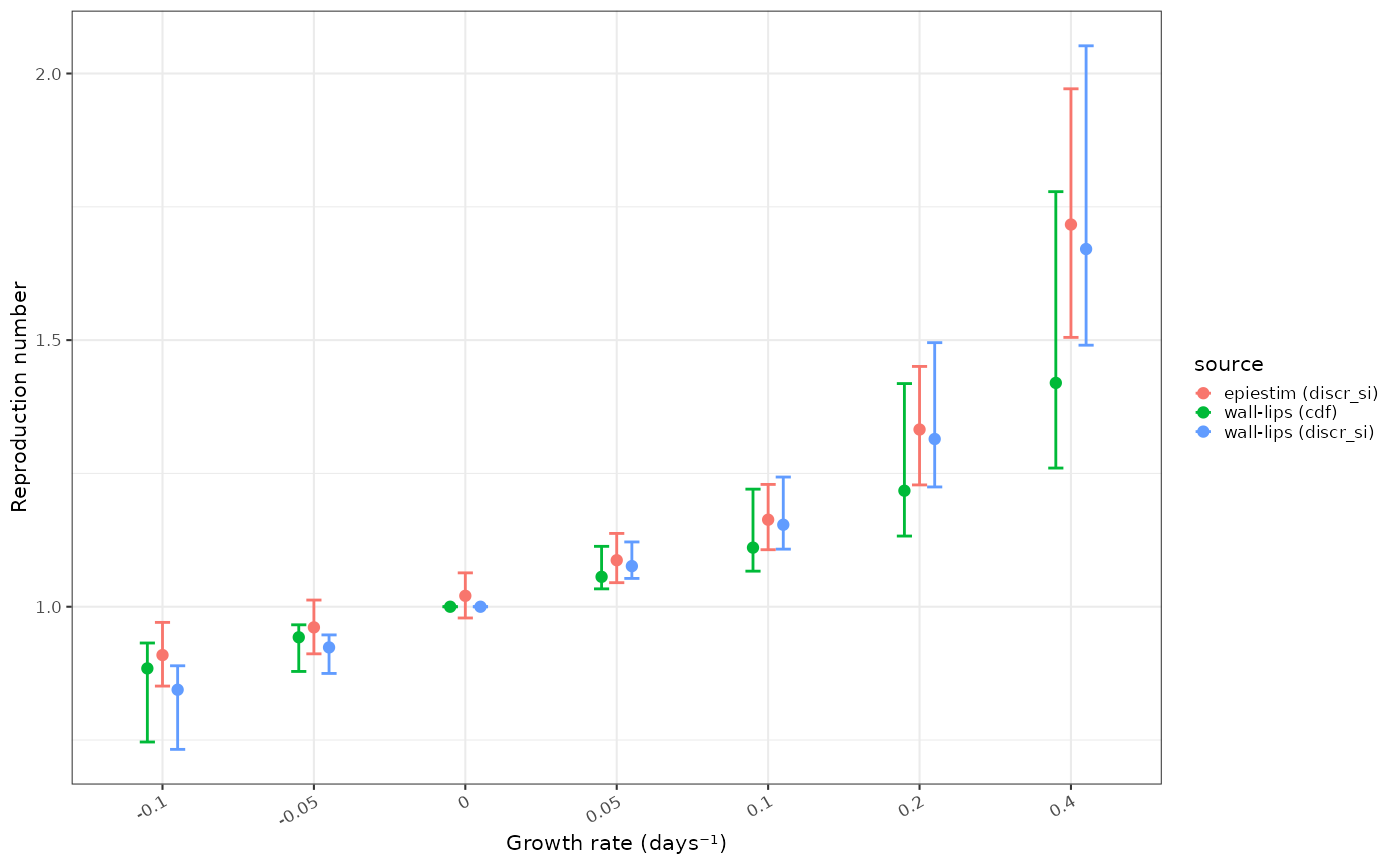 2.0
1.5
1.0
Reproduction number
-0.1
-0.05
0
0.05
0.1
0.2
0.4
Growth rate (days⁻¹)
source
epiestim (discr_si)
wall-lips (cdf)
wall-lips (discr_si)